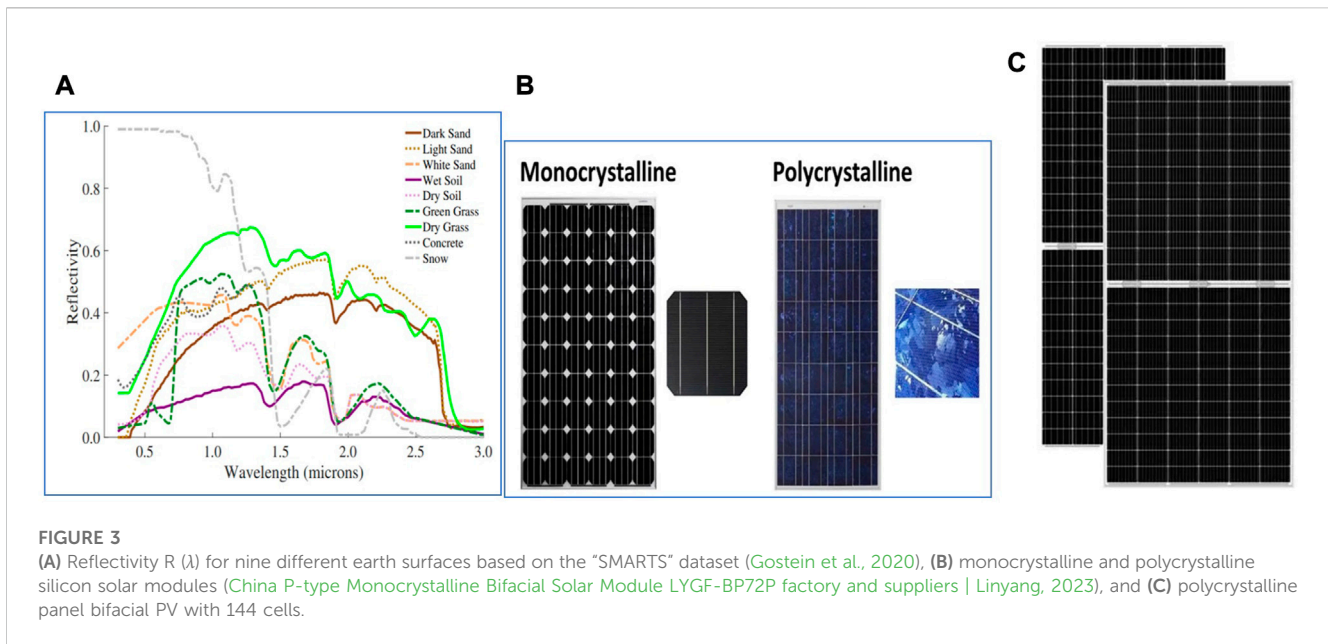 A
B
C
1.0
0.8
0.6
0.4
0.2
0.0
Reflectivity
0.5
1.0
1.5
2.0
2.5
3.0
Wavelength (microns)
Dark Sand
Light Sand
White Sand
Wet Soil
Dry Soil
Green Grass
Dry Grass
Concrete
Snow
Monocrystalline
Polycrystalline
FIGURE 3
(A) Reflectivity R (λ) for nine different earth surfaces based on the “SMARTS” dataset (Gostein et al., 2020), (B) monocrystalline and polycrystalline
silicon solar modules (China P-type Monocrystalline Bifacial Solar Module LYGF-BP72P factory and suppliers | Linyang, 2023), and (C) polycrystalline
panel bifacial PV with 144 cells.